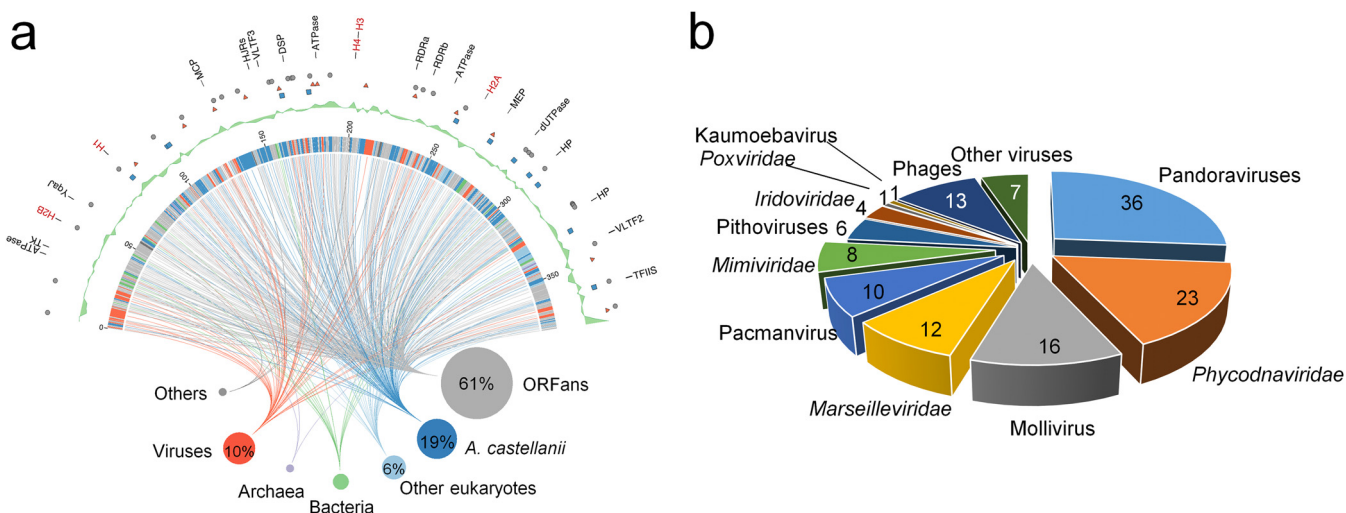 a
ATPase
TK
H2B
YqaJ
H1
MCP
HJRs
VLTF3
DSP
ATPase
H4
H3
RDRa
RDRb
ATPase
H2A
MEP
dUTPase
HP
HP
VLTF2
TFIIS
0
50
100
150
200
250
300
350
61%
ORFans
Others
Viruses
10%
19%
A. castellanii
6%
Archaea
Other eukaryotes
Bacteria
b
Kaumoebavirus
Poxviridae
Phages
Other viruses
Pandoraviruses
Iridoviridae
4
1
1
13
7
36
Pithoviruses
6
Mimiviridae
8
Pacmanvirus
10
23
12
16
Phycodnaviridae
Marseilleviridae
Mollivirus